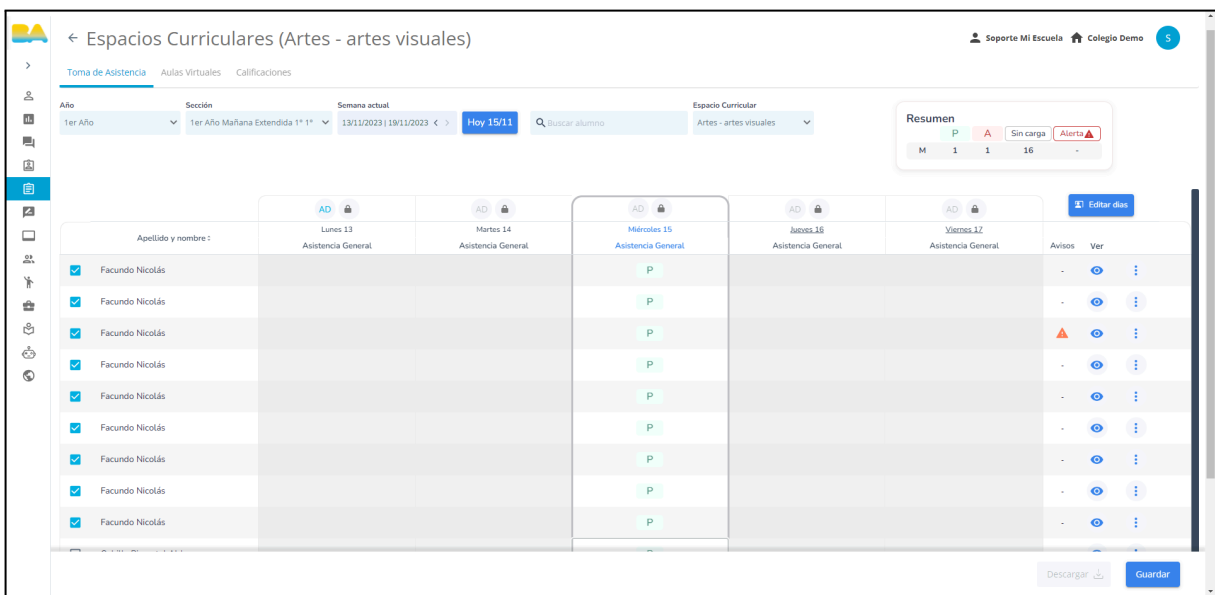 BA
Espacios Curriculares (Artes - artes visuales)
Soporte Mi Escuela Colegio Demo S
Toma de Asistencia Aulas Virtuales Calificaciones
Año Sección Semana actual Espacio Curricular
1er Año 1er Año Mañana Extendida 1° 1° 13/11/2023 | 19/11/2023 Hoy 15/11 Buscar alumno Artes - artes visuales
Resumen
P A Sin carga Alerta
M 1 1 16 -
AD AD AD AD AD Editar días
Apellido y nombre Lunes 13 Martes 14 Miércoles 15 Jueves 16 Viernes 17
Asistencia General Asistencia General Asistencia General Asistencia General Asistencia General Avisos Ver
Facundo Nicolás P -
Facundo Nicolás P -
Facundo Nicolás P
Facundo Nicolás P -
Facundo Nicolás P -
Facundo Nicolás P -
Facundo Nicolás P -
Facundo Nicolás P -
Facundo Nicolás P -
Descargar Guardar